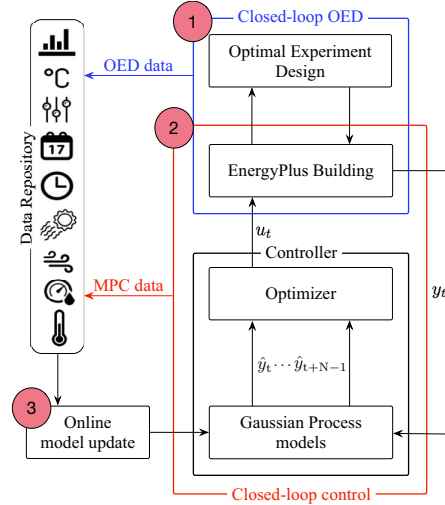 1
Closed-loop OED
Optimal Experiment
Design
OED data
°C
2
17
EnergyPlus Building
Data Repository
u_t
Controller
Optimizer
MPC data
y_t
ŷ_t ⋯ ŷ_{t+N−1}
3
Online
model update
Gaussian Process
models
Closed-loop control